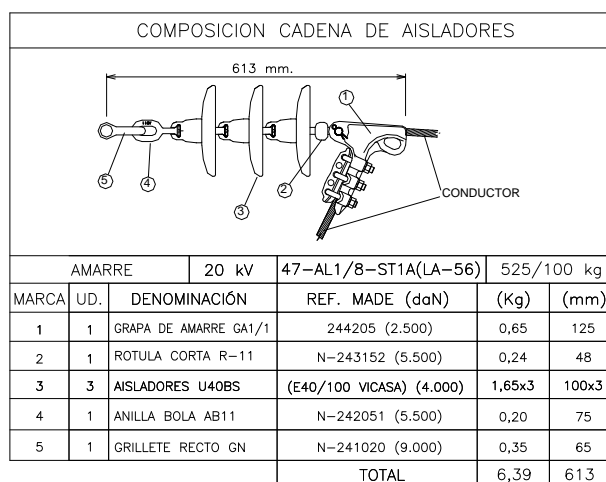 COMPOSICION CADENA DE AISLADORES
613 mm.
1
5
4
3
2
CONDUCTOR
AMARRE 20 kV 47-AL1/8-ST1A(LA-56) 525/100 kg
MARCA UD. DENOMINACIÓN REF. MADE (daN) (Kg) (mm)
1 1 GRAPA DE AMARRE GA1/1 244205 (2.500) 0,65 125
2 1 ROTULA CORTA R-11 N-243152 (5.500) 0,24 48
3 3 AISLADORES U40BS (E40/100 VICASA) (4.000) 1,65x3 100x3
4 1 ANILLA BOLA AB11 N-242051 (5.500) 0,20 75
5 1 GRILLETE RECTO GN N-241020 (9.000) 0,35 65
TOTAL 6,39 613